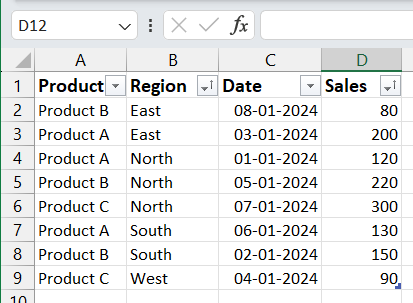 D12 fx
A B C D
1 Product Region Date Sales
2 Product B East 08-01-2024 80
3 Product A East 03-01-2024 200
4 Product A North 01-01-2024 120
5 Product B North 05-01-2024 220
6 Product C North 07-01-2024 300
7 Product A South 06-01-2024 130
8 Product B South 02-01-2024 150
9 Product C West 04-01-2024 90
10